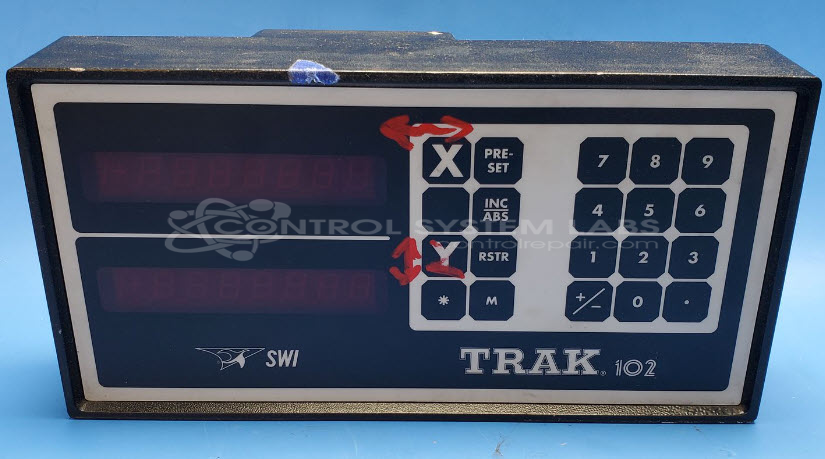 X PRE-SET 7 8 9
INC ABS 4 5 6
CONTROL SYSTEM LABS
controlrepair.com
Y RSTR 1 2 3
* M +/- 0 .
SWI TRAK® 102